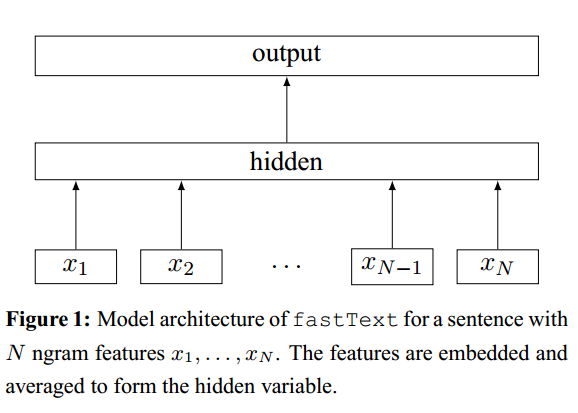 output
hidden
x1 x2 ... xN−1 xN
Figure 1: Model architecture of fastText for a sentence with
N ngram features x1, . . . , xN. The features are embedded and
averaged to form the hidden variable.